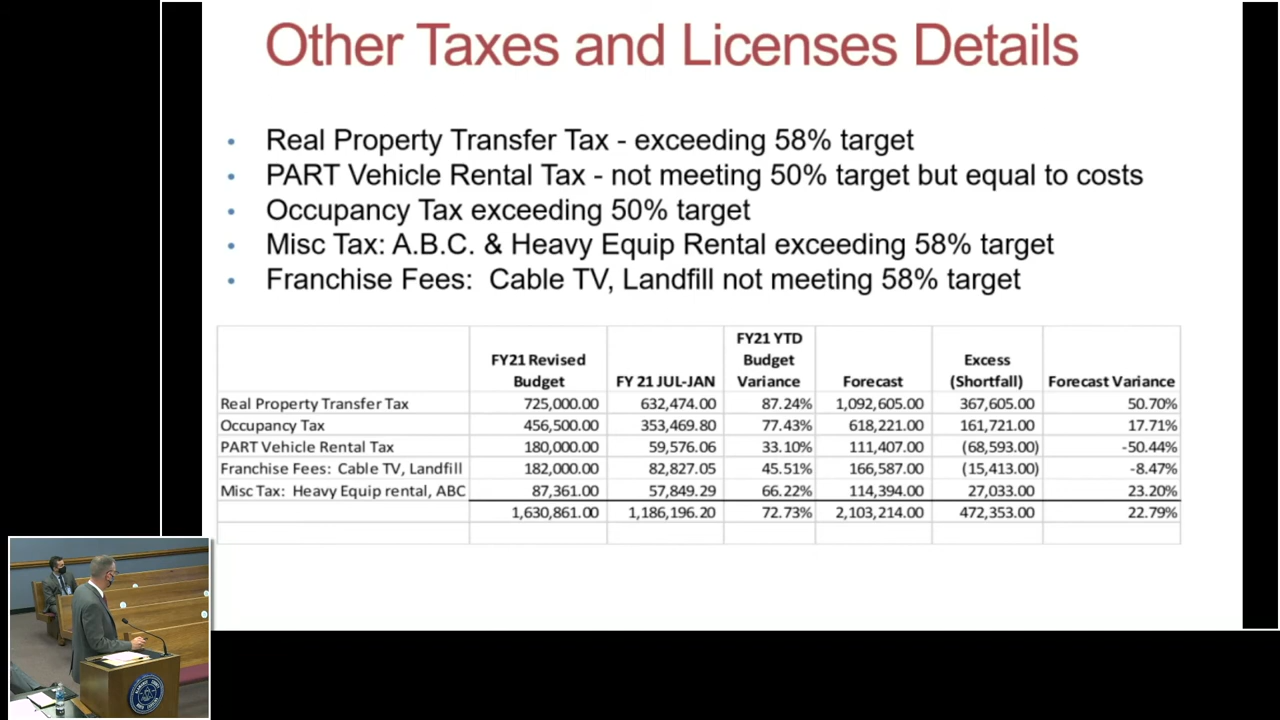 Other Taxes and Licenses Details
• Real Property Transfer Tax - exceeding 58% target
• PART Vehicle Rental Tax - not meeting 50% target but equal to costs
• Occupancy Tax exceeding 50% target
• Misc Tax: A.B.C. & Heavy Equip Rental exceeding 58% target
• Franchise Fees: Cable TV, Landfill not meeting 58% target
FY21 Revised Budget FY 21 JUL-JAN FY21 YTD Budget Variance Forecast Excess (Shortfall) Forecast Variance
Real Property Transfer Tax 725,000.00 632,474.00 87.24% 1,092,605.00 367,605.00 50.70%
Occupancy Tax 456,500.00 353,469.80 77.43% 618,221.00 161,721.00 17.71%
PART Vehicle Rental Tax 180,000.00 59,576.06 33.10% 111,407.00 (68,593.00) -50.44%
Franchise Fees: Cable TV, Landfill 182,000.00 82,827.05 45.51% 166,587.00 (15,413.00) -8.47%
Misc Tax: Heavy Equip rental, ABC 87,361.00 57,849.29 66.22% 114,394.00 27,033.00 23.20%
1,630,861.00 1,186,196.20 72.73% 2,103,214.00 472,353.00 22.79%